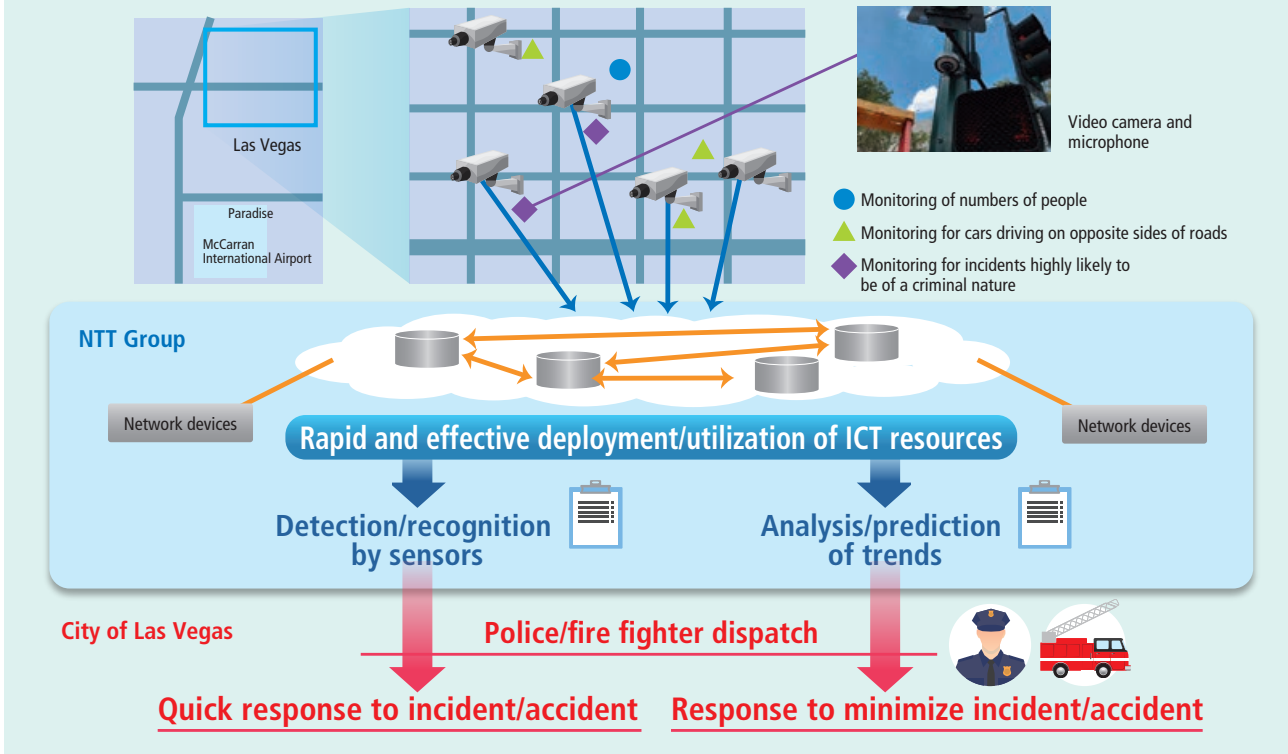 Las Vegas
Paradise
McCarran
International Airport
Video camera and
microphone
Monitoring of numbers of people
Monitoring for cars driving on opposite sides of roads
Monitoring for incidents highly likely to
be of a criminal nature
NTT Group
Network devices
Network devices
Rapid and effective deployment/utilization of ICT resources
Detection/recognition
by sensors
Analysis/prediction
of trends
City of Las Vegas
Police/fire fighter dispatch
Quick response to incident/accident
Response to minimize incident/accident